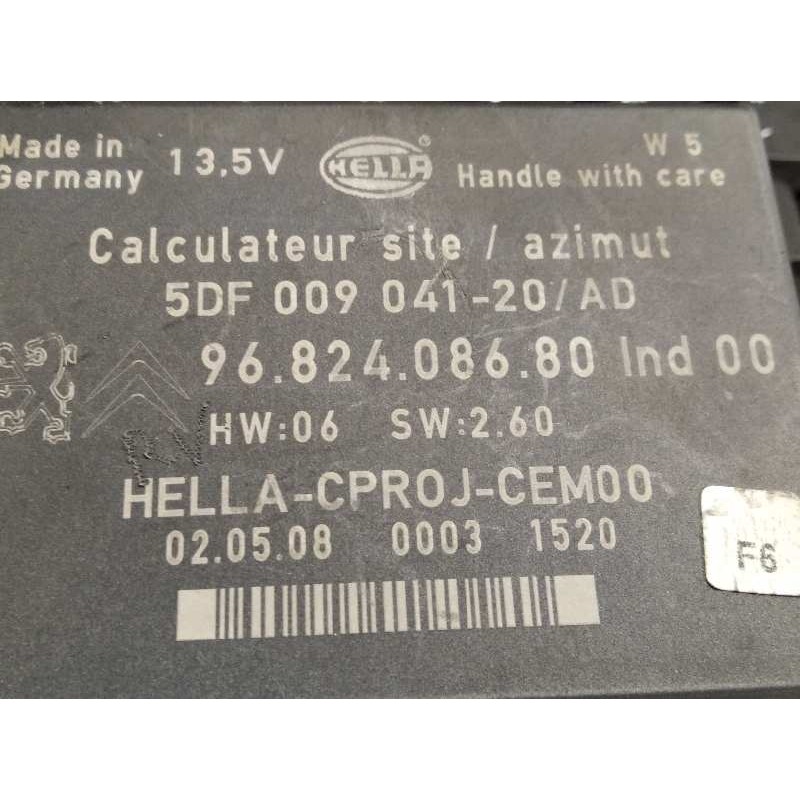 Made in 13,5V HELLA ® W 5
Germany Handle with care
Calculateur site / azimut
5DF 009 041-20/AD
96.824.086.80 Ind 00
HW:06 SW:2.60
HELLA-CPROJ-CEM00
02.05.08 0003 1520
F6